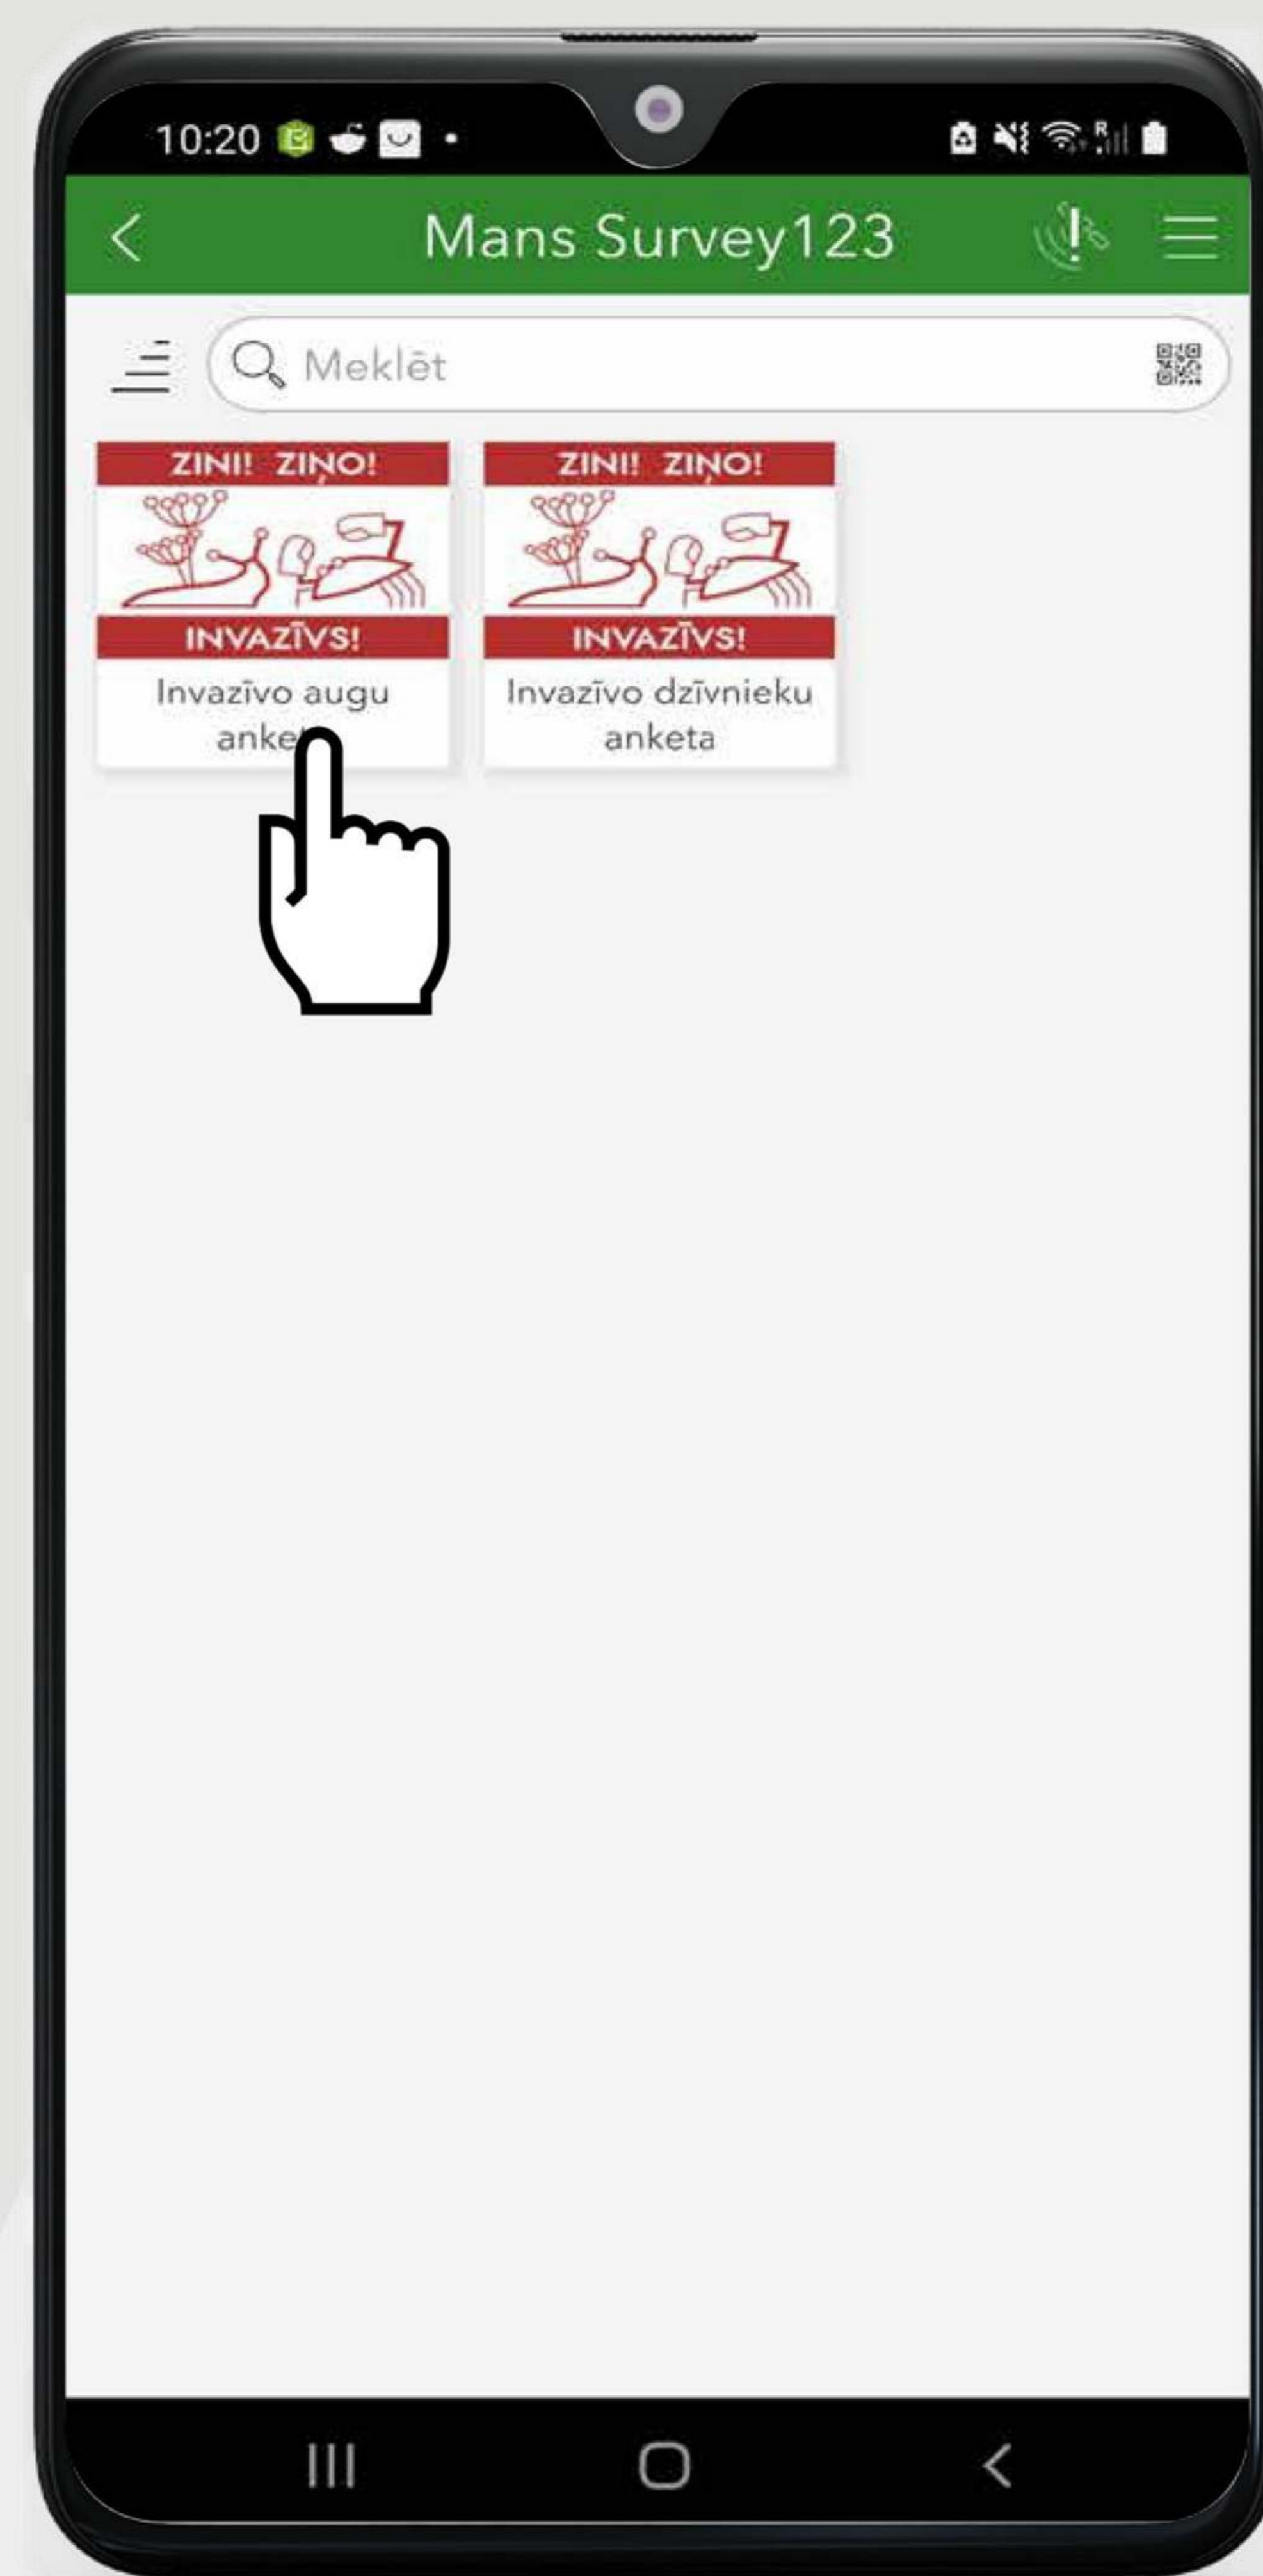 10:20
Mans Survey123
Meklēt
ZINI! ZIŅO!
INVAZĪVS!
Invazīvo augu
anke
ZINI! ZIŅO!
INVAZĪVS!
Invazīvo dzīvnieku
anketa